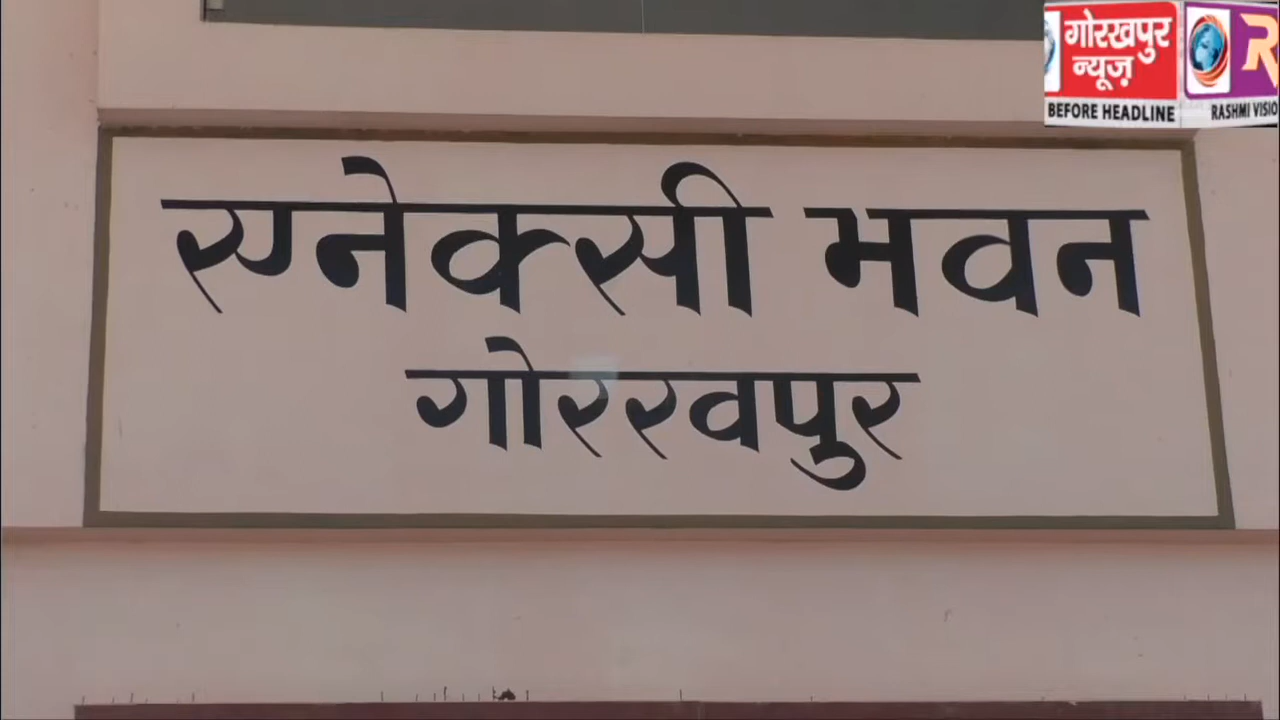 एनेक्सी भवन
गोरखपुर
गोरखपुर
न्यूज़
BEFORE HEADLINE
RASHMI VISIO